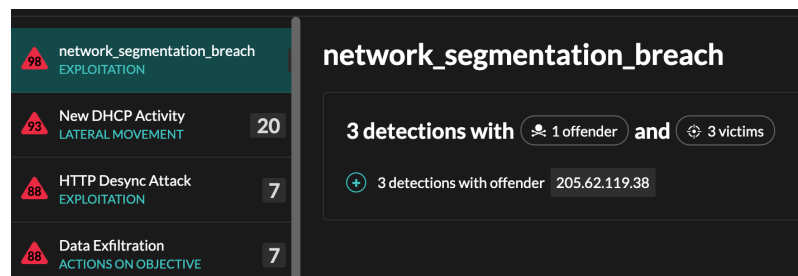 98
network_segmentation_breach
EXPLOITATION
93
New DHCP Activity
LATERAL MOVEMENT
20
88
HTTP Desync Attack
EXPLOITATION
7
88
Data Exfiltration
ACTIONS ON OBJECTIVE
7
network_segmentation_breach
3 detections with 1 offender and 3 victims
3 detections with offender 205.62.119.38